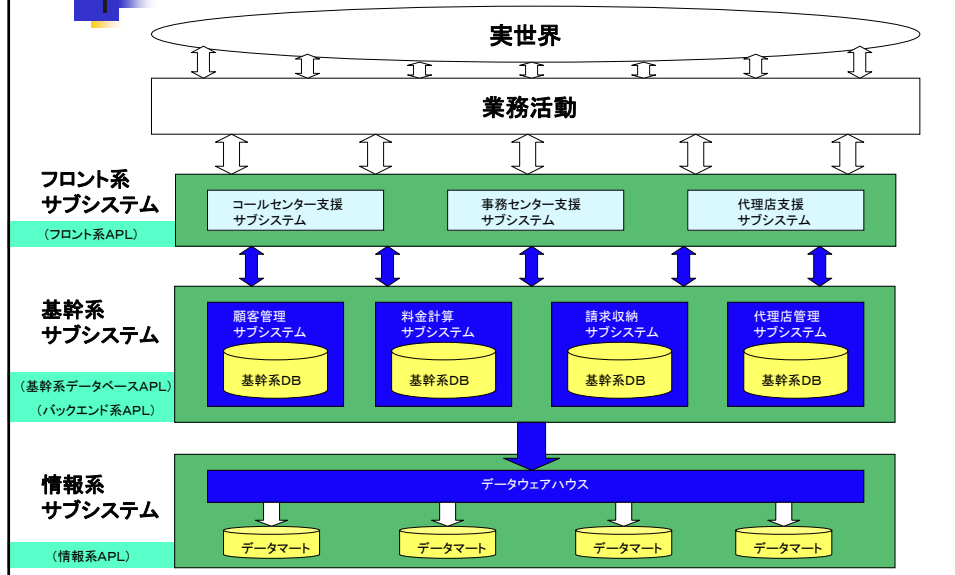 実世界
業務活動
フロント系
サブシステム
(フロント系APL)
コールセンター支援
サブシステム
事務センター支援
サブシステム
代理店支援
サブシステム
基幹系
サブシステム
(基幹系データベースAPL)
(バックエンド系APL)
顧客管理
サブシステム
基幹系DB
料金計算
サブシステム
基幹系DB
請求収納
サブシステム
基幹系DB
代理店管理
サブシステム
基幹系DB
情報系
サブシステム
(情報系APL)
データウェアハウス
データマート
データマート
データマート
データマート